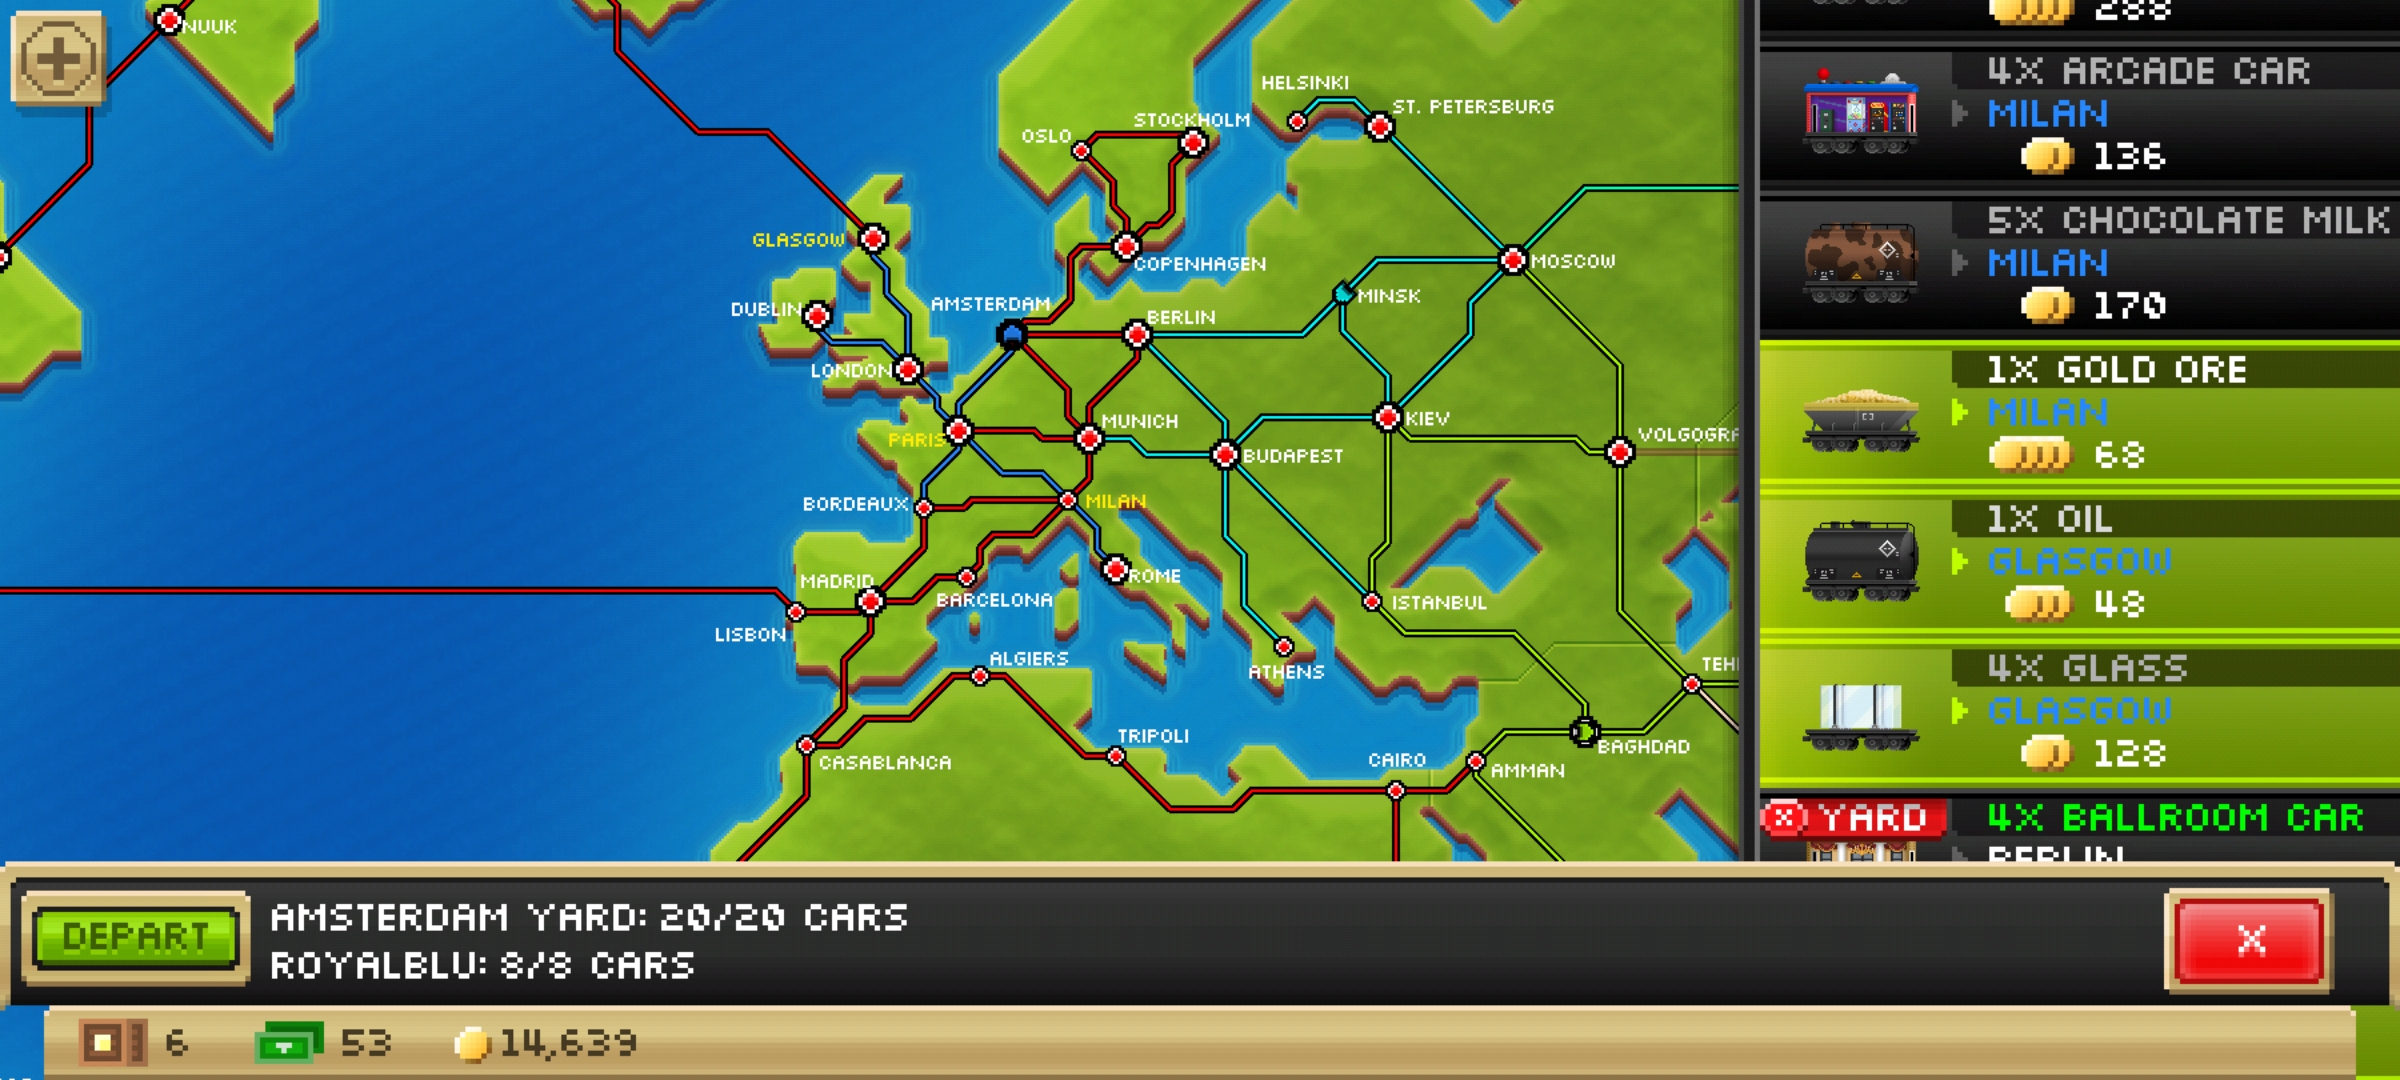 NUUK
HELSINKI
ST. PETERSBURG
STOCKHOLM
OSLO
GLASGOW
COPENHAGEN
MOSCOW
DUBLIN
AMSTERDAM
MINSK
BERLIN
LONDON
PARIS
MUNICH
KIEV
VOLGOGRA
BUDAPEST
BORDEAUX
MILAN
MADRID
ROME
BARCELONA
ISTANBUL
LISBON
ALGIERS
ATHENS
TEH
TRIPOLI
CASABLANCA
CAIRO
AMMAN
BAGHDAD
288
4X ARCADE CAR
MILAN
136
5X CHOCOLATE MILK
MILAN
170
1X GOLD ORE
MILAN
68
1X OIL
GLASGOW
48
4X GLASS
GLASGOW
128
X YARD
4X BALLROOM CAR
BERLIN
DEPART
AMSTERDAM YARD: 20/20 CARS
ROYALBLU: 8/8 CARS
X
6
53
14,639